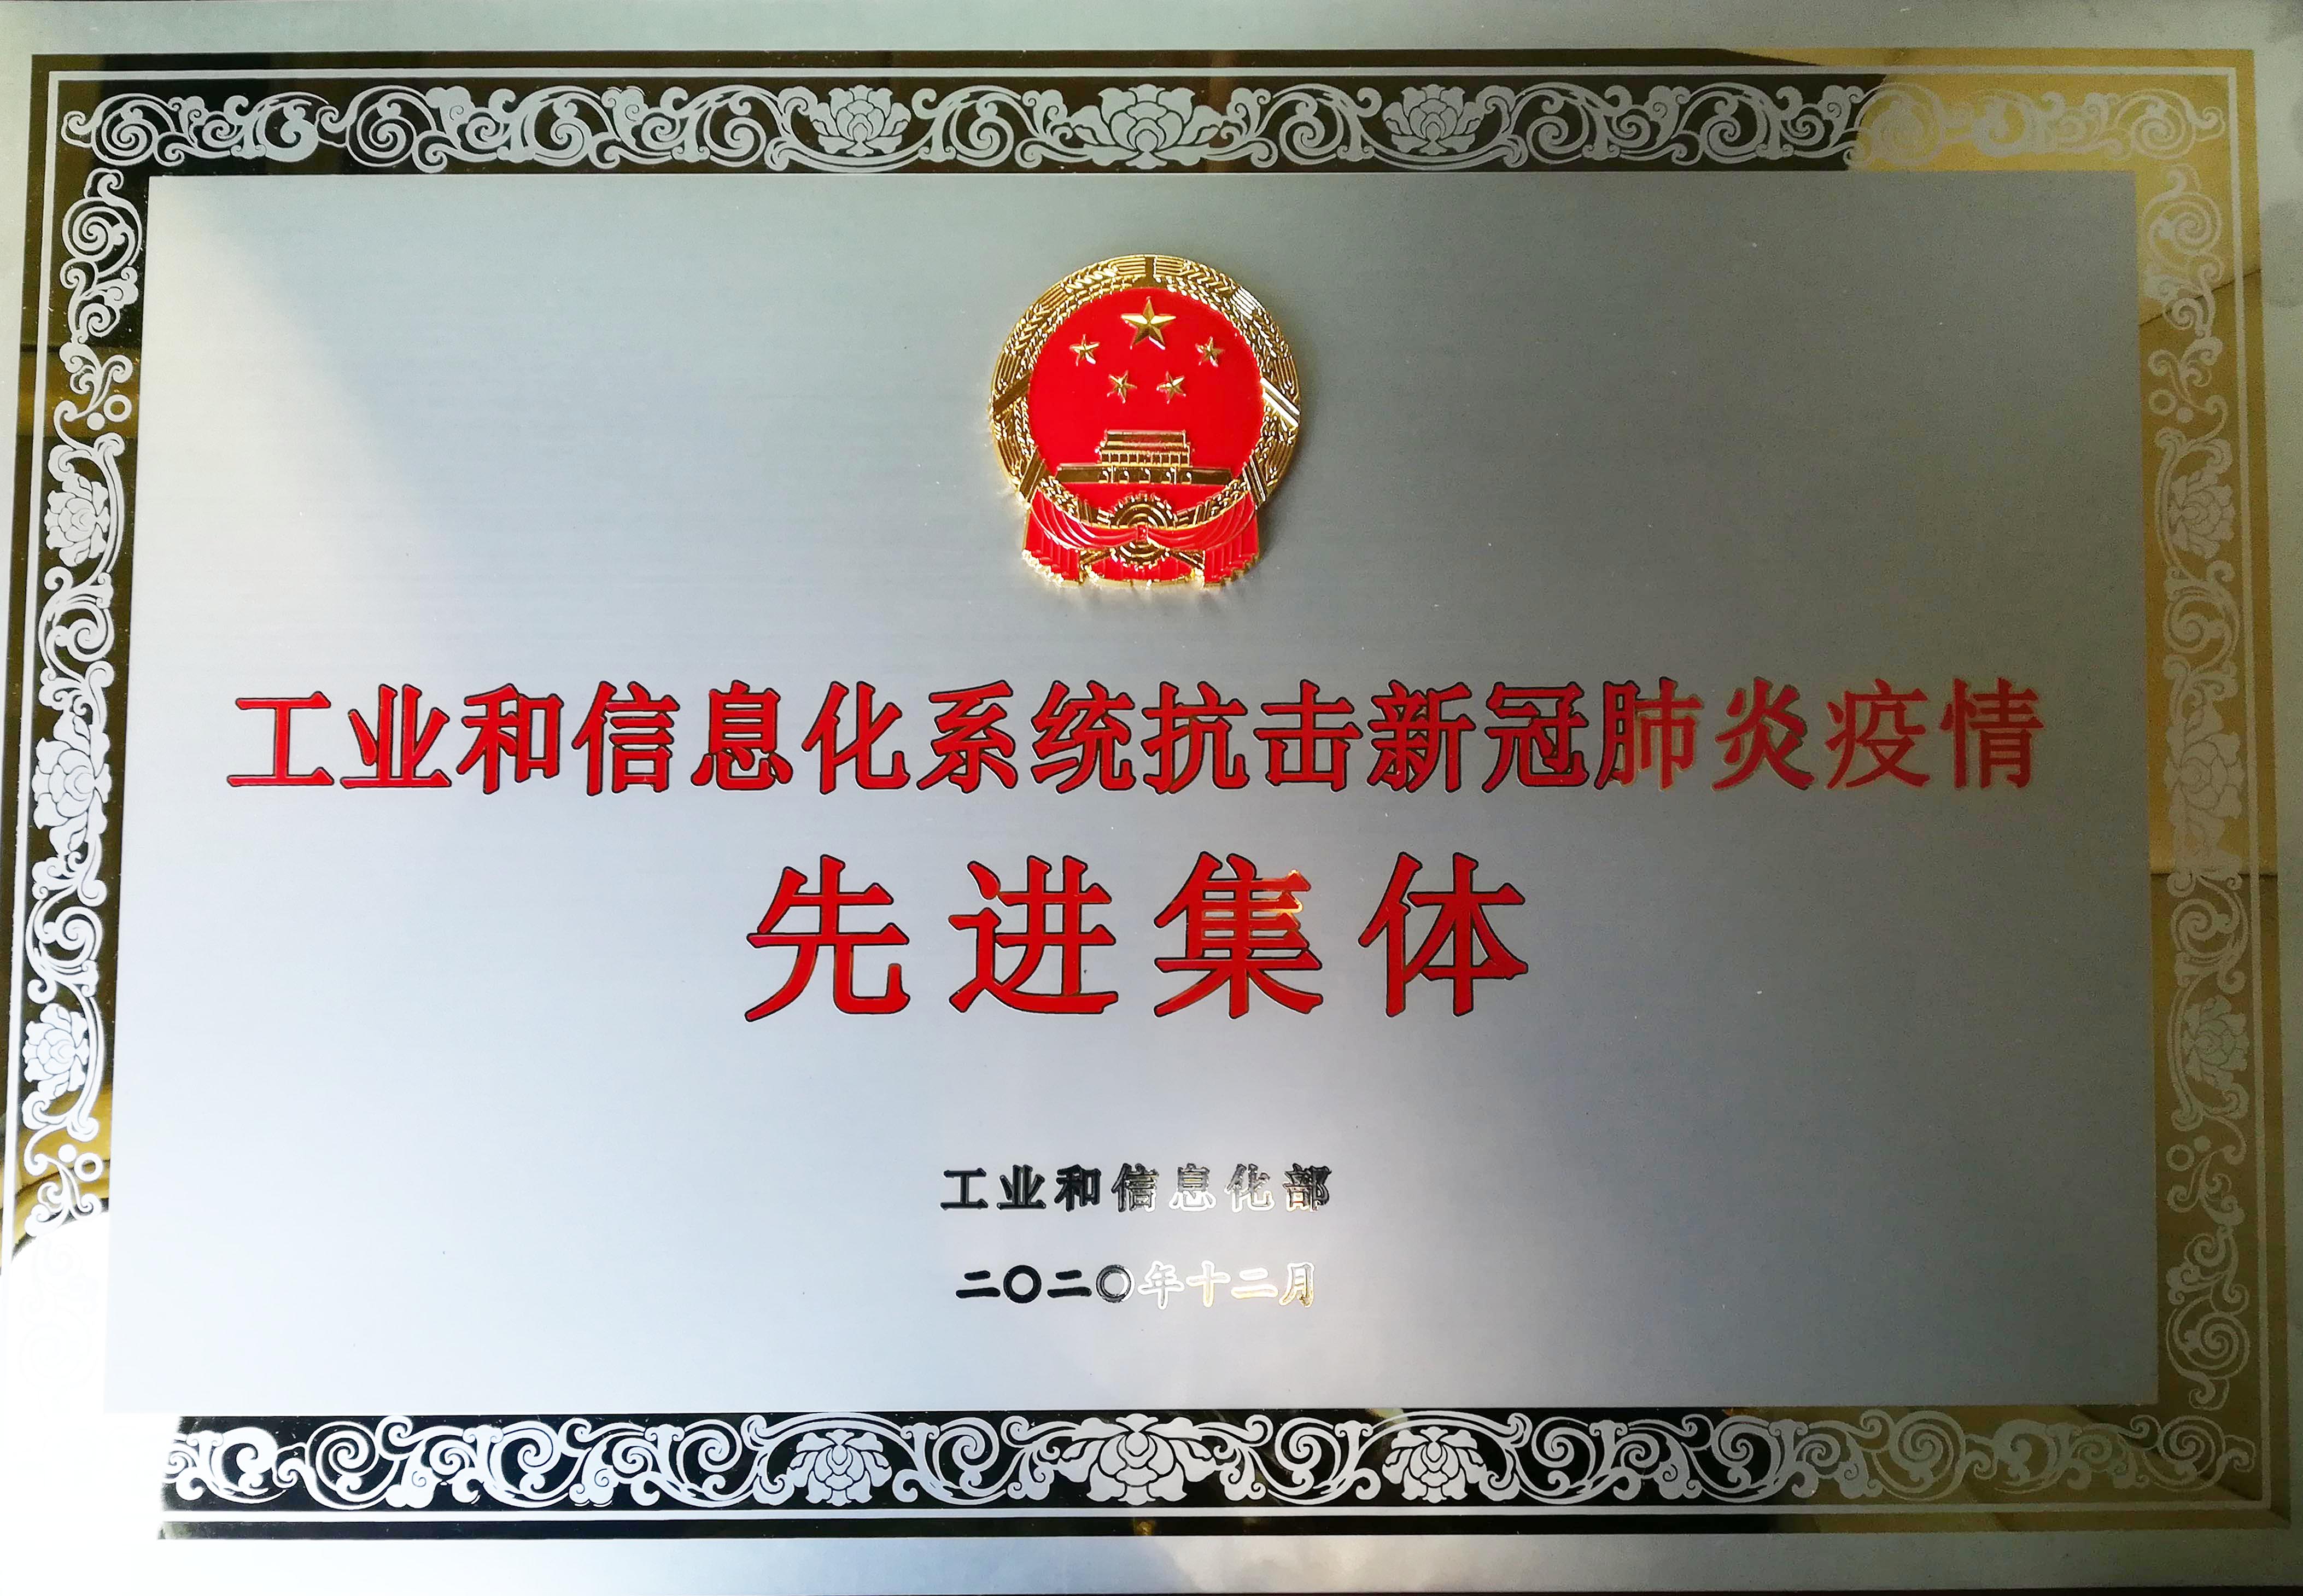 工业和信息化系统抗击新冠肺炎疫情
先进集体
工业和信息化部
二〇二〇年十二月